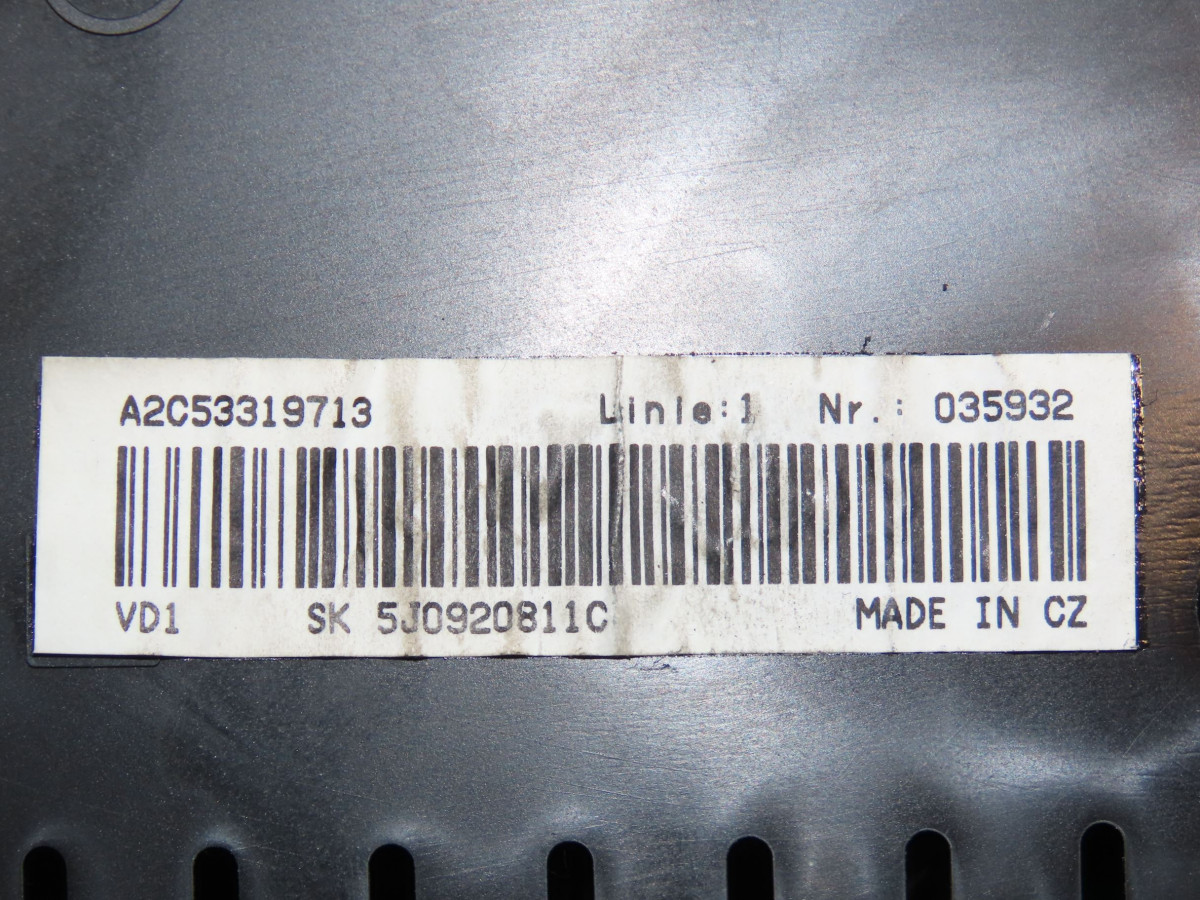 A2C53319713 Linie:1 Nr.: 035932
VD1 SK 5J0920811C MADE IN CZ